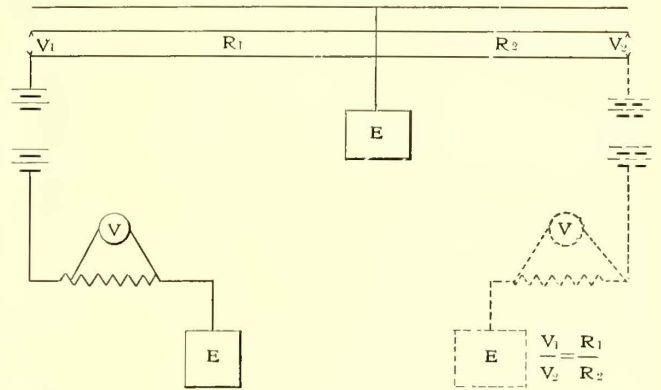 V₁ R₁ R₂ V₂
E
V V
E E V₁/V₂ = R₁/R₂